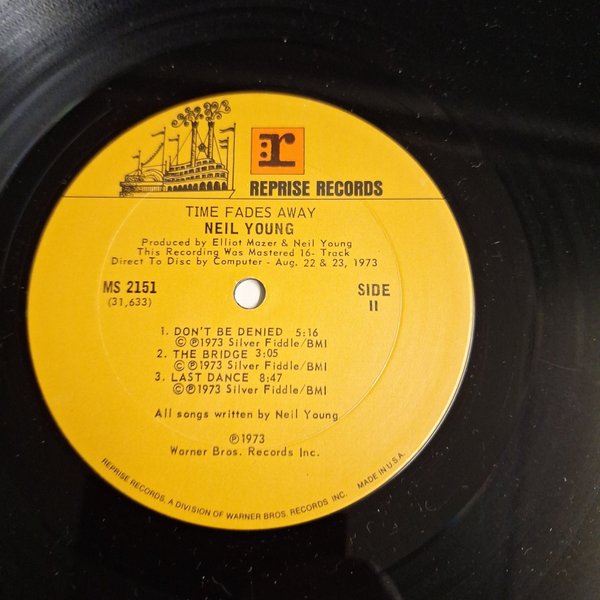 r
REPRISE RECORDS
TIME FADES AWAY
NEIL YOUNG
Produced by Elliot Mazer & Neil Young
This Recording Was Mastered 16- Track
Direct To Disc by Computer - Aug. 22 & 23, 1973
MS 2151
(31,633)
SIDE
II
1. DON'T BE DENIED 5:16
ⒸⓅ1973 Silver Fiddle/BMI
2. THE BRIDGE 3:05
ⒸⓅ1973 Silver Fiddle/BMI
3. LAST DANCE 8:47
ⒸⓅ1973 Silver Fiddle/BMI
All songs written by Neil Young
Ⓟ1973
Warner Bros. Records Inc.
REPRISE RECORDS, A DIVISION OF WARNER BROS. RECORDS INC. MADE IN U.S.A.